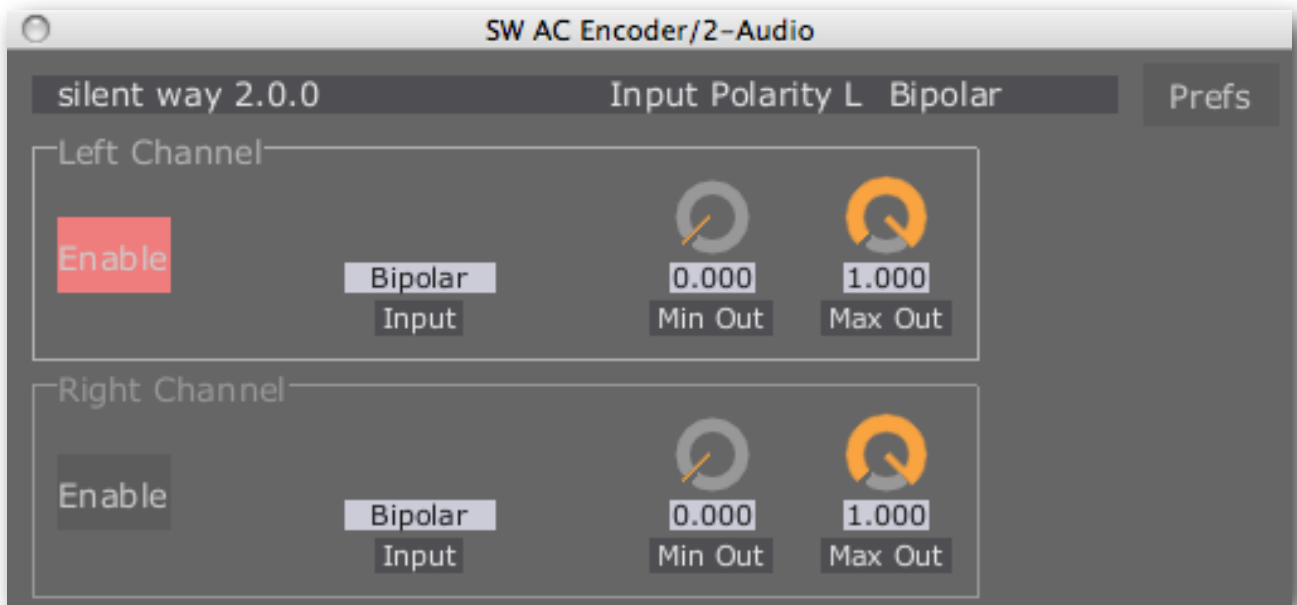 SW AC Encoder/2-Audio
silent way 2.0.0 Input Polarity L Bipolar Prefs
Left Channel
Enable
Bipolar 0.000 1.000
Input Min Out Max Out
Right Channel
Enable
Bipolar 0.000 1.000
Input Min Out Max Out